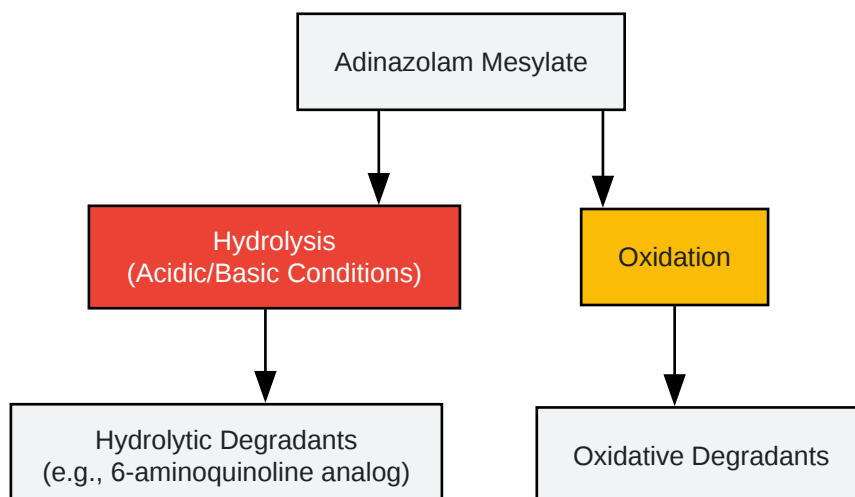 Adinazolam Mesylate
Hydrolysis
(Acidic/Basic Conditions)
Oxidation
Hydrolytic Degradants
(e.g., 6-aminoquinoline analog)
Oxidative Degradants